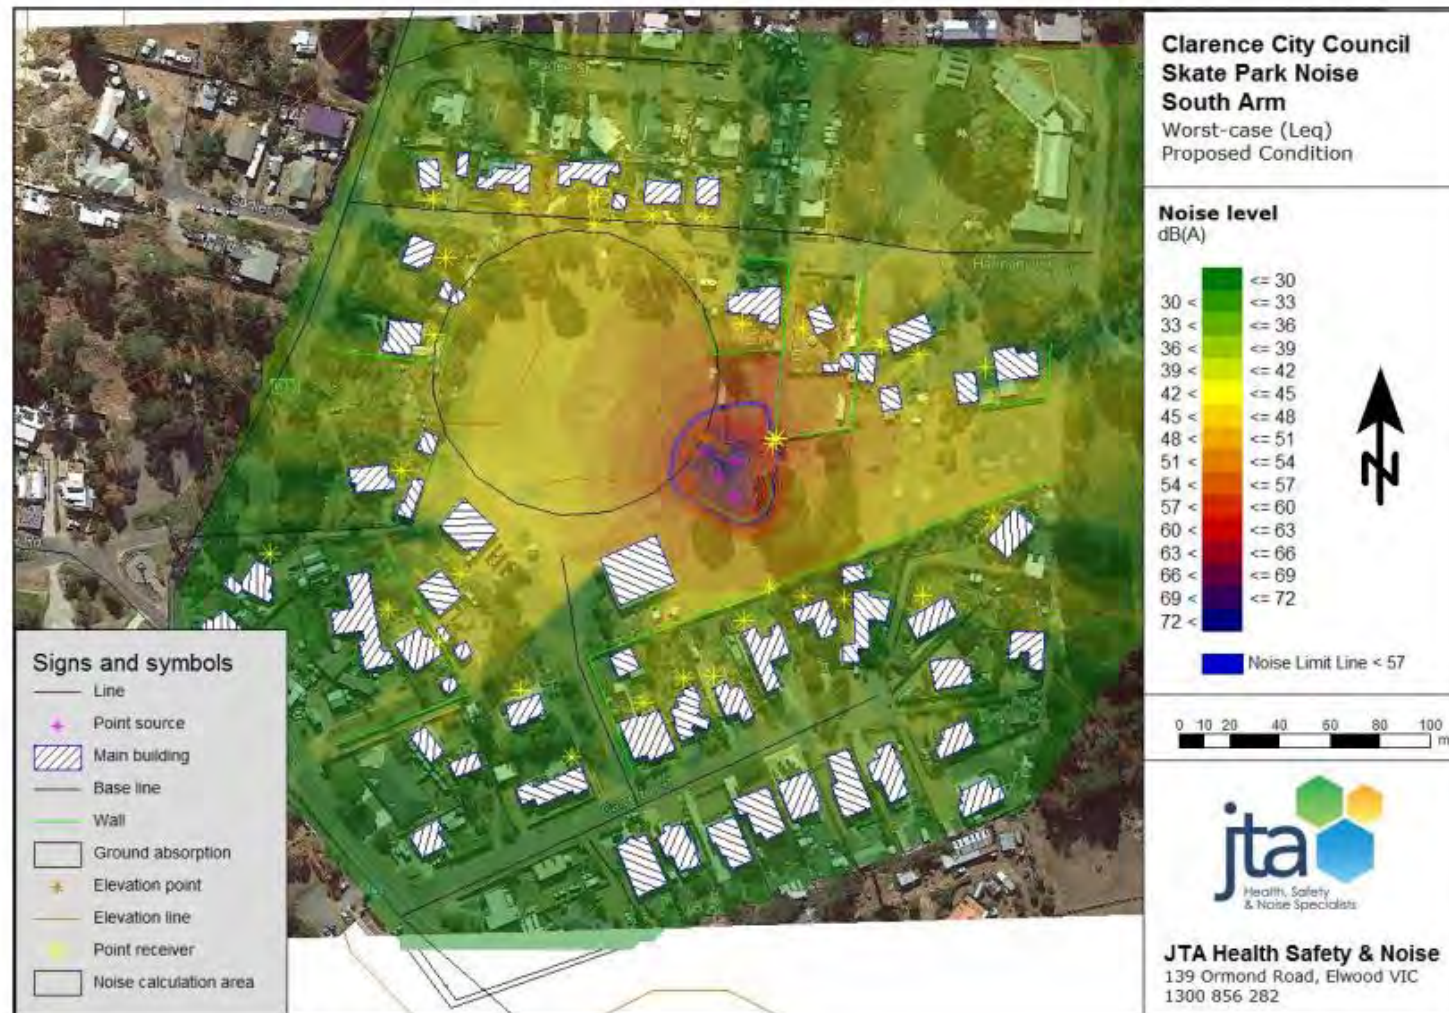 Clarence City Council
Skate Park Noise
South Arm
Worst-case (Leq)
Proposed Condition
Noise level
dB(A)
<= 30
30 < <= 33
33 < <= 36
36 < <= 39
39 < <= 42
42 < <= 45
45 < <= 48
48 < <= 51
51 < <= 54
54 < <= 57
57 < <= 60
60 < <= 63
63 < <= 66
66 < <= 69
69 < <= 72
72 <
Noise Limit Line < 57
Signs and symbols
Line
Point source
Main building
Base line
Wall
Ground absorption
Elevation point
Elevation line
Point receiver
Noise calculation area
N
0 10 20 40 60 80 100
m
jta
Health, Safety
& Noise Specialists
JTA Health Safety & Noise
139 Ormond Road, Elwood VIC
1300 856 282